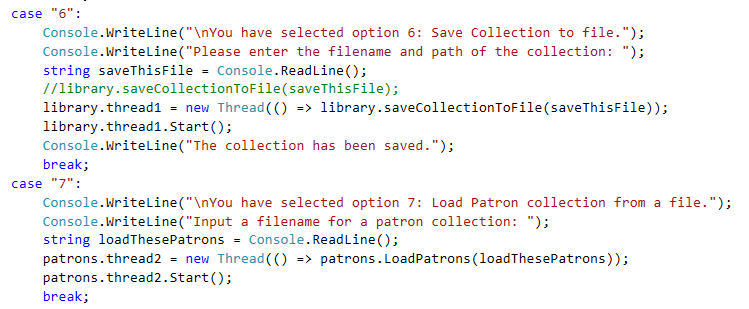 case "6":
Console.WriteLine("\nYou have selected option 6: Save Collection to file.");
Console.WriteLine("Please enter the filename and path of the collection: ");
string saveThisFile = Console.ReadLine();
//library.saveCollectionToFile(saveThisFile);
library.thread1 = new Thread(() => library.saveCollectionToFile(saveThisFile));
library.thread1.Start();
Console.WriteLine("The collection has been saved.");
break;
case "7":
Console.WriteLine("\nYou have selected option 7: Load Patron collection from a file.");
Console.WriteLine("Input a filename for a patron collection: ");
string loadThesePatrons = Console.ReadLine();
patrons.thread2 = new Thread(() => patrons.LoadPatrons(loadThesePatrons));
patrons.thread2.Start();
break;